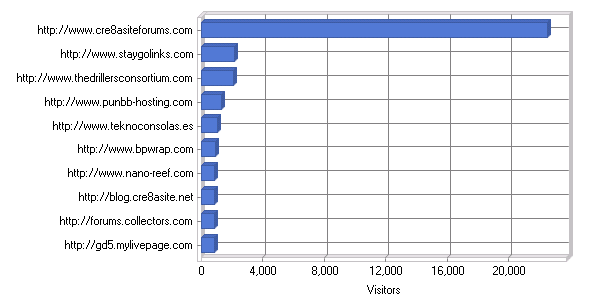 http://www.cre8asiteforums.com
http://www.staygolinks.com
http://www.thedrillersconsortium.com
http://www.punbb-hosting.com
http://www.teknoconsolas.es
http://www.bpwrap.com
http://www.nano-reef.com
http://blog.cre8asite.net
http://forums.collectors.com
http://gd5.mylivepage.com
0 4,000 8,000 12,000 16,000 20,000
Visitors